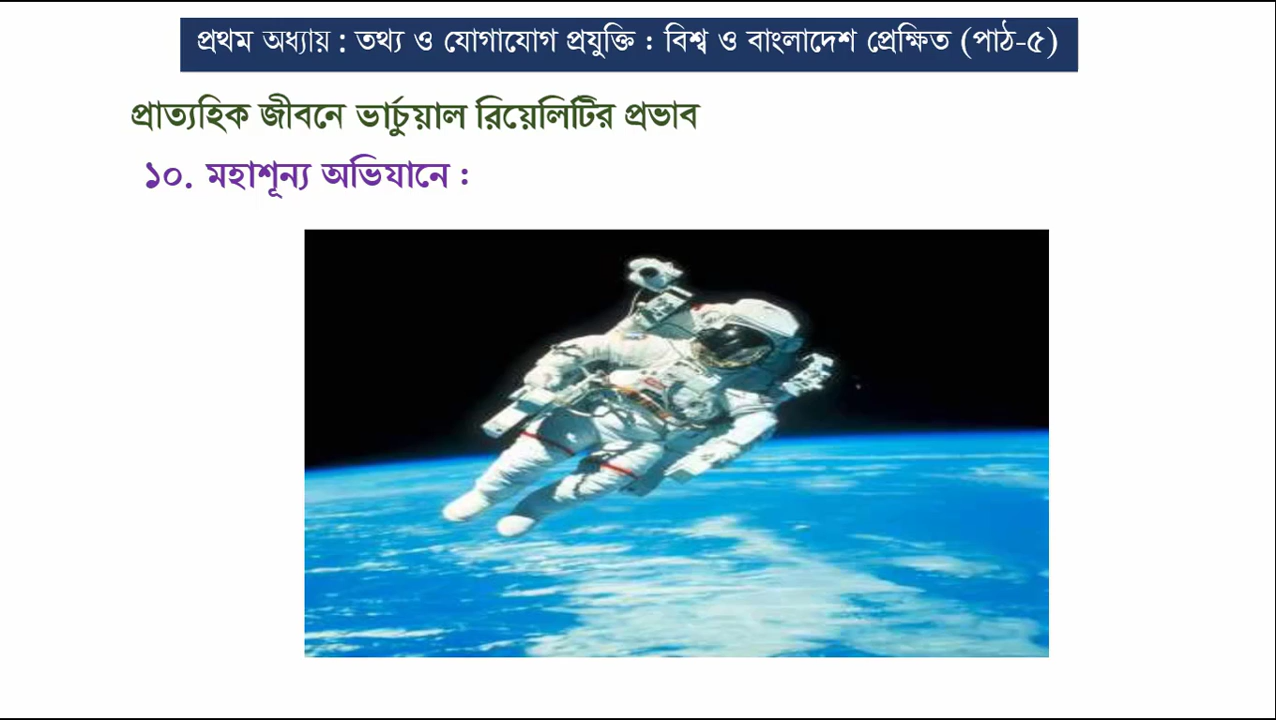 প্রথম অধ্যায় : তথ্য ও যোগাযোগ প্রযুক্তি : বিশ্ব ও বাংলাদেশ প্রেক্ষিত (পাঠ-৫)
প্রাত্যহিক জীবনে ভার্চুয়াল রিয়েলিটির প্রভাব
১০. মহাশূন্য অভিযানে :